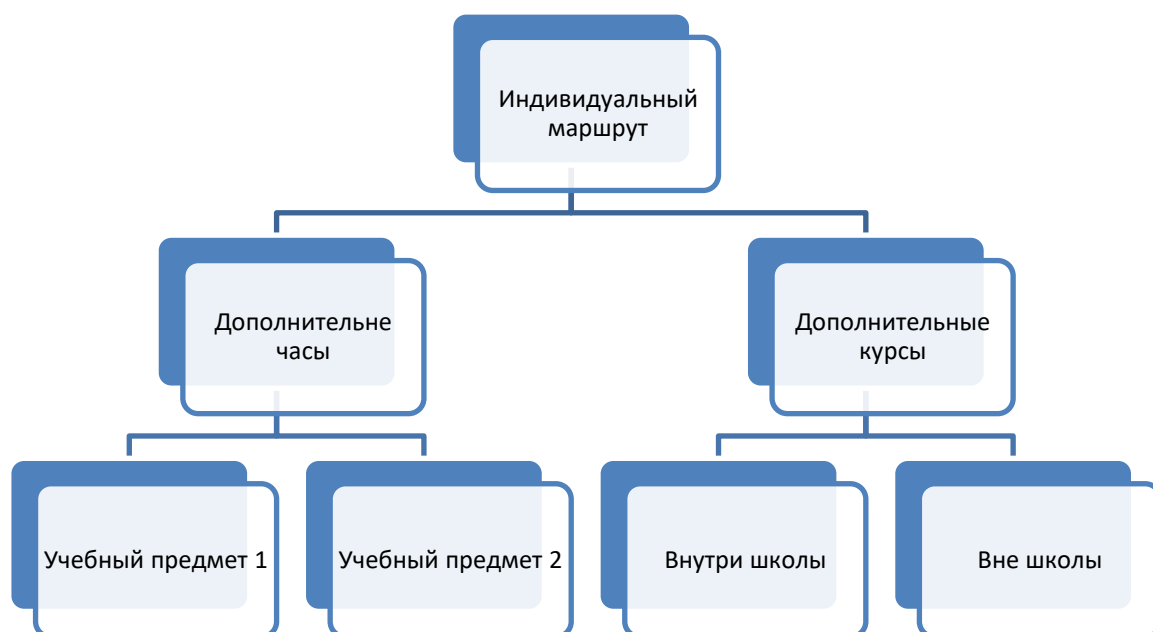 Индивидуальный
маршрут
Дополнительне
часы
Дополнительные
курсы
Учебный предмет 1
Учебный предмет 2
Внутри школы
Вне школы